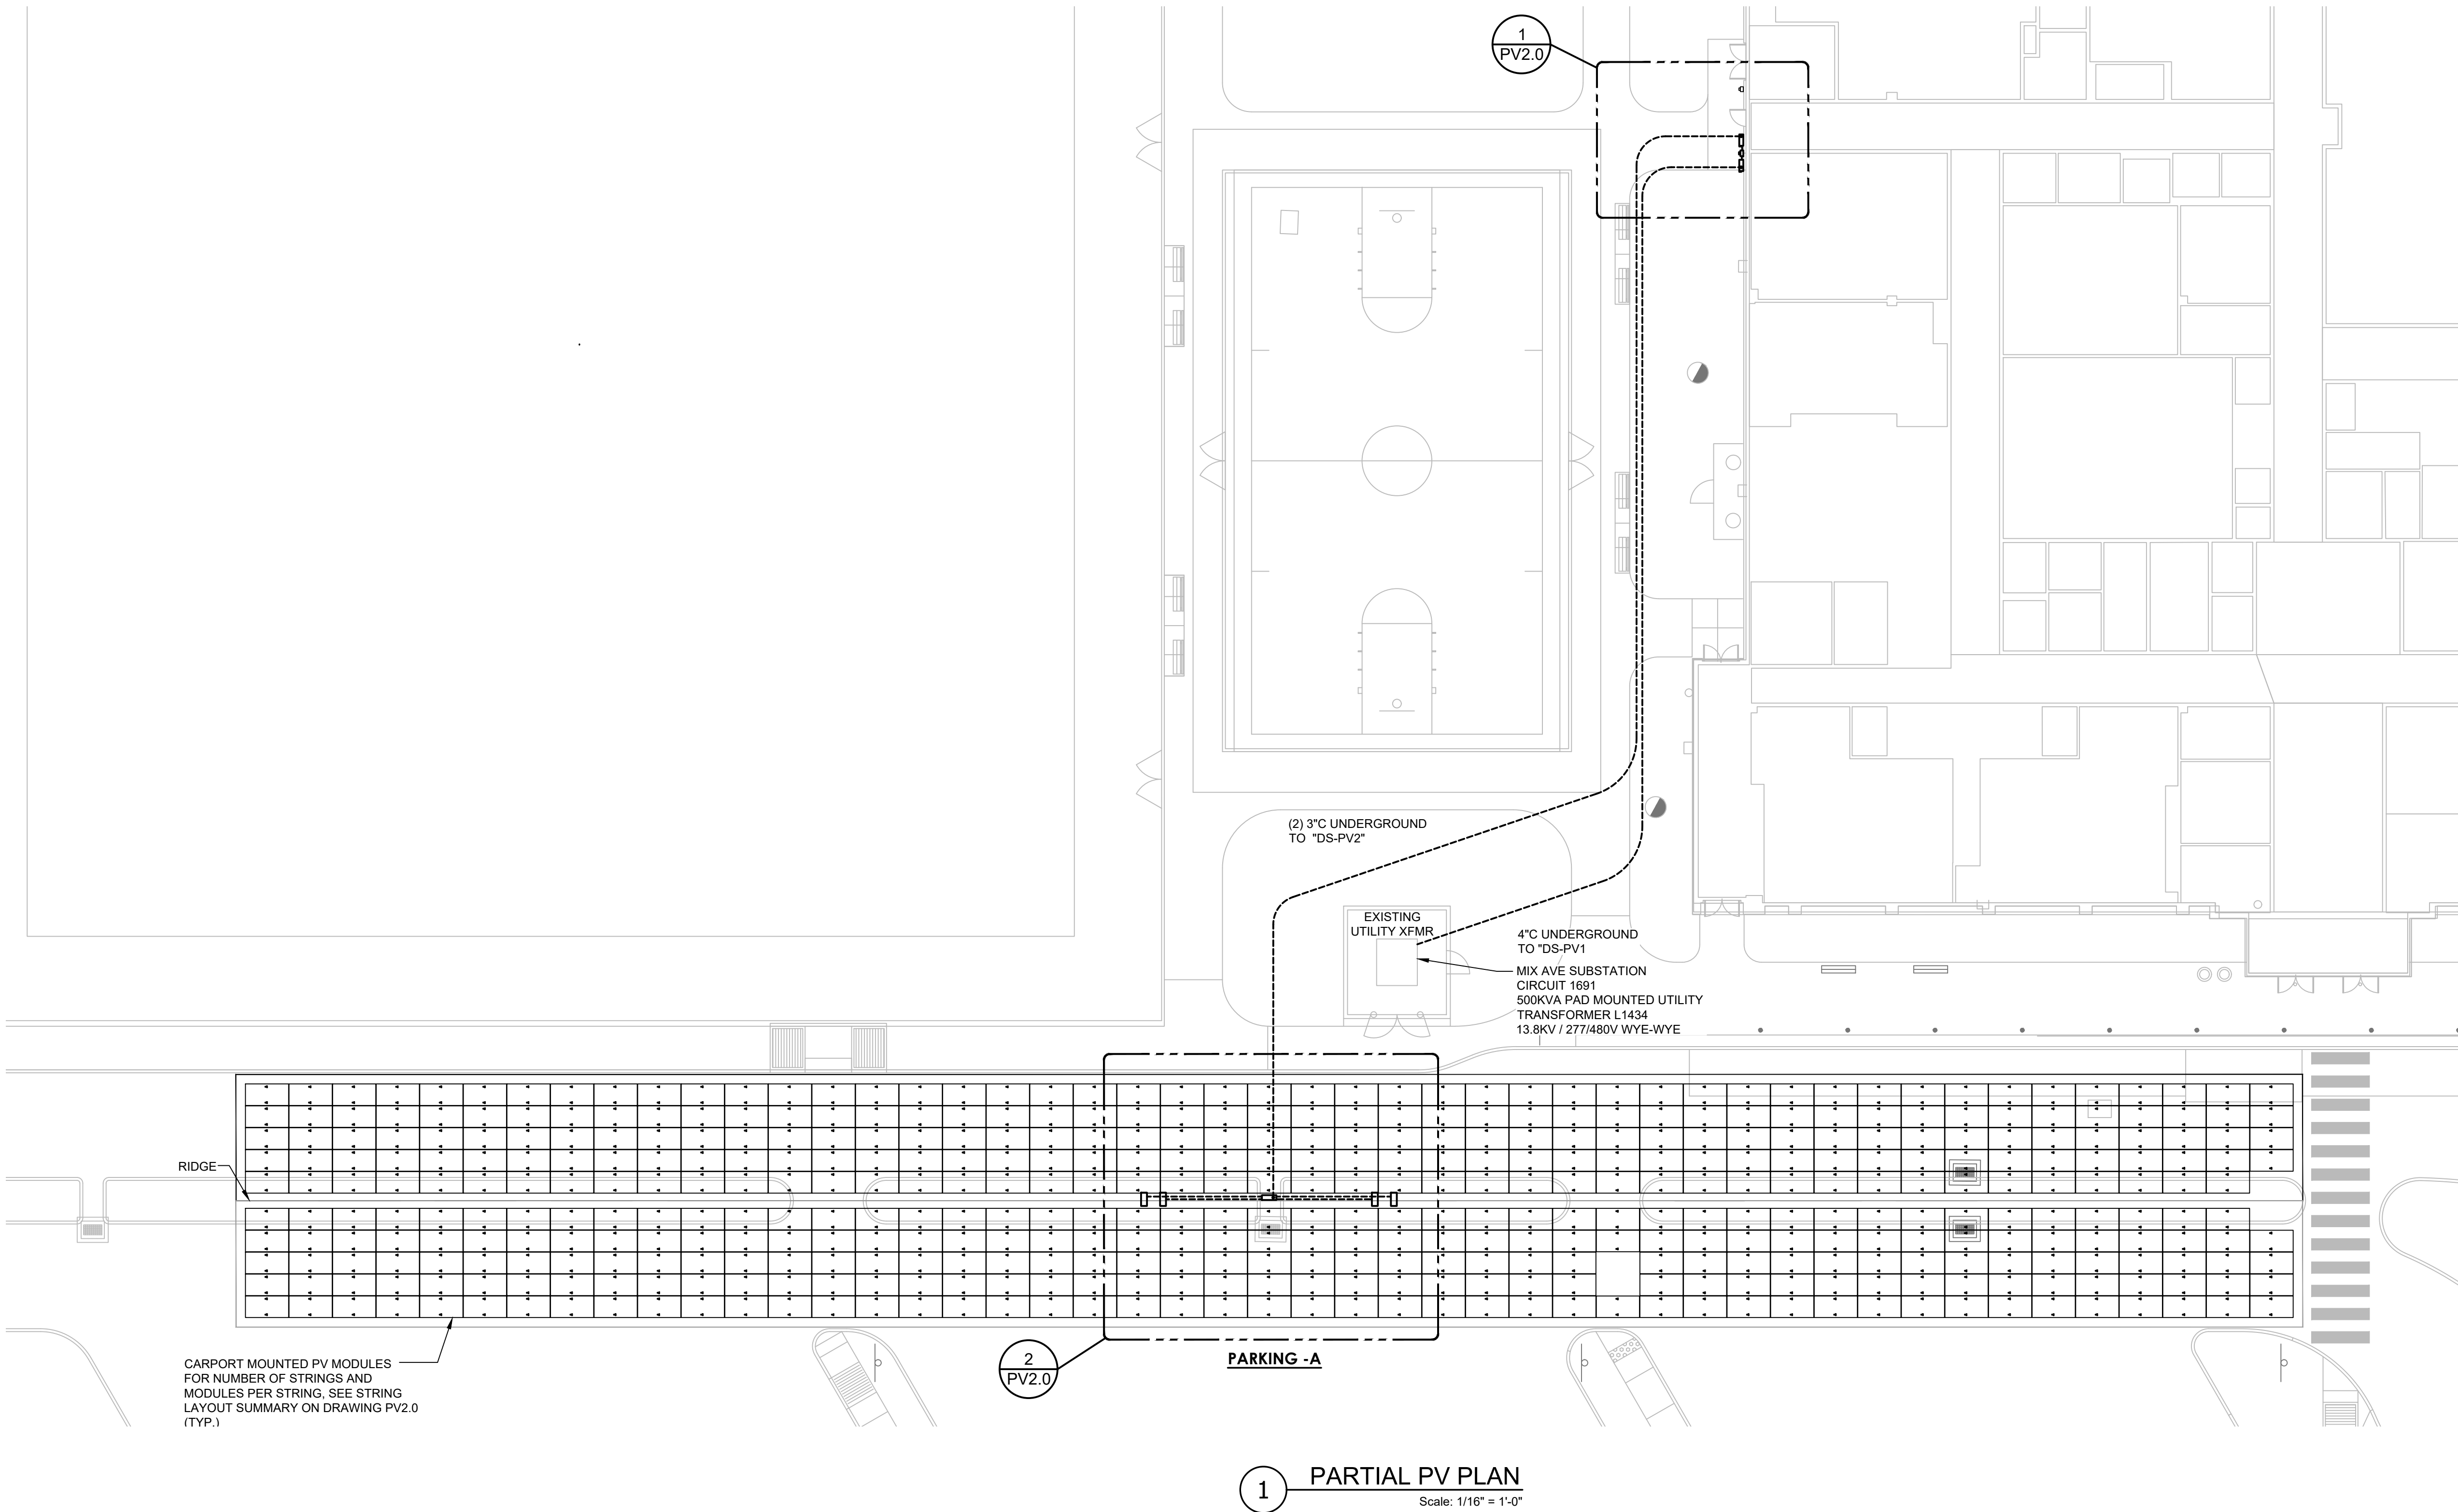 1
PV2.0
(2) 3"C UNDERGROUND
TO "DS-PV2"
EXISTING
UTILITY XFMR
4"C UNDERGROUND
TO "DS-PV1
MIX AVE SUBSTATION
CIRCUIT 1691
500KVA PAD MOUNTED UTILITY
TRANSFORMER L1434
13.8KV / 277/480V WYE-WYE
RIDGE
CARPORT MOUNTED PV MODULES
FOR NUMBER OF STRINGS AND
MODULES PER STRING, SEE STRING
LAYOUT SUMMARY ON DRAWING PV2.0
(TYP.)
2
PV2.0
PARKING -A
1
PARTIAL PV PLAN
Scale: 1/16" = 1'-0"